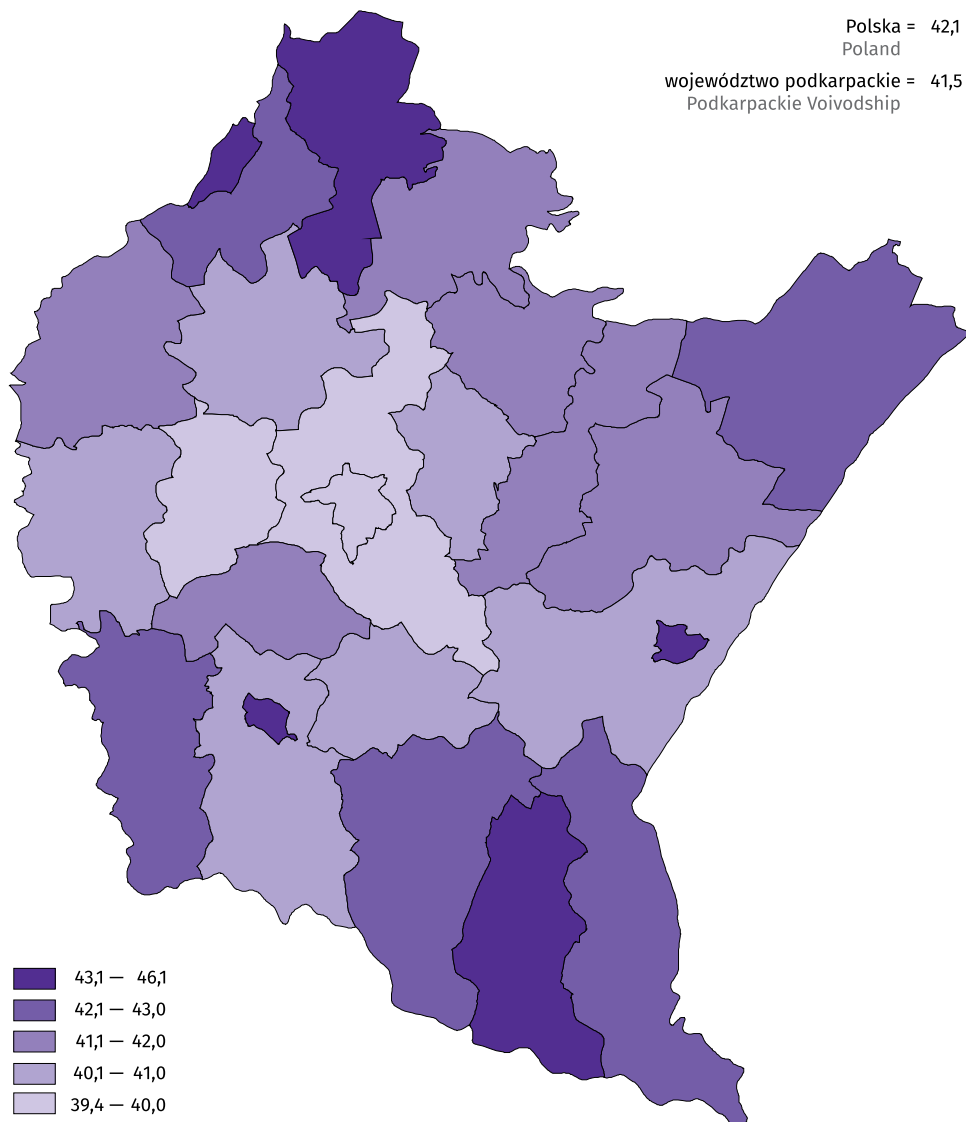 Polska = 42,1
Poland
województwo podkarpackie = 41,5
Podkarpackie Voivodship
43,1 — 46,1
42,1 — 43,0
41,1 — 42,0
40,1 — 41,0
39,4 — 40,0